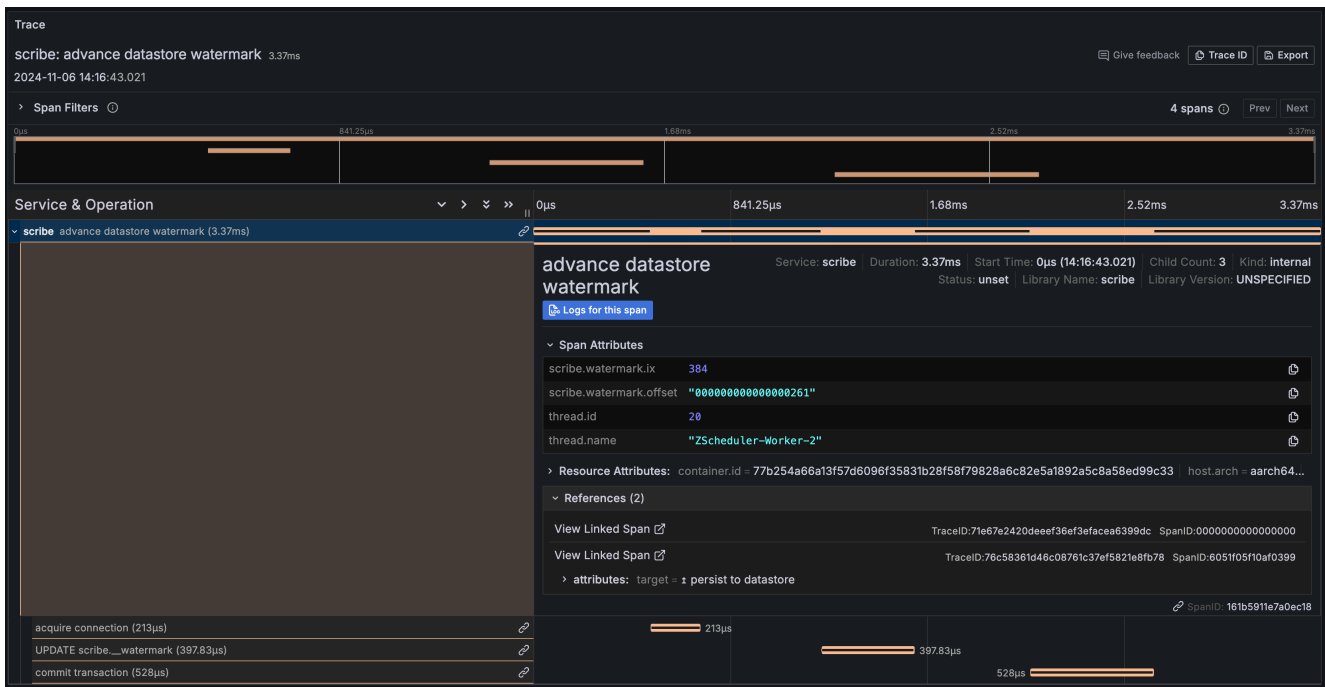 Trace
scribe: advance datastore watermark 3.37ms
Give feedback Trace ID Export
2024-11-06 14:16:43.021
Span Filters
4 spans Prev Next
0µs 841.25µs 1.68ms 2.52ms 3.37ms
Service & Operation
0µs 841.25µs 1.68ms 2.52ms 3.37ms
scribe advance datastore watermark (3.37ms)
advance datastore watermark
Service: scribe Duration: 3.37ms Start Time: 0µs (14:16:43.021) Child Count: 3 Kind: internal
Status: unset Library Name: scribe Library Version: UNSPECIFIED
Logs for this span
Span Attributes
scribe.watermark.ix 384
scribe.watermark.offset "000000000000000261"
thread.id 20
thread.name "ZScheduler-Worker-2"
Resource Attributes: container.id = 77b254a66a13f57d6096f35831b28f58f79828a6c82e5a1892a5c8a58ed99c33 host.arch = aarch64...
References (2)
View Linked Span TraceID:71e67e2420deeef36ef3efacea6399dc SpanID:0000000000000000
View Linked Span TraceID:76c58361d46c08761c37ef5821e8fb78 SpanID:6051f05f10af0399
attributes: target = ↥ persist to datastore
SpanID: 161b5911e7a0ec18
acquire connection (213µs) 213µs
UPDATE scribe.__watermark (397.83µs) 397.83µs
commit transaction (528µs) 528µs